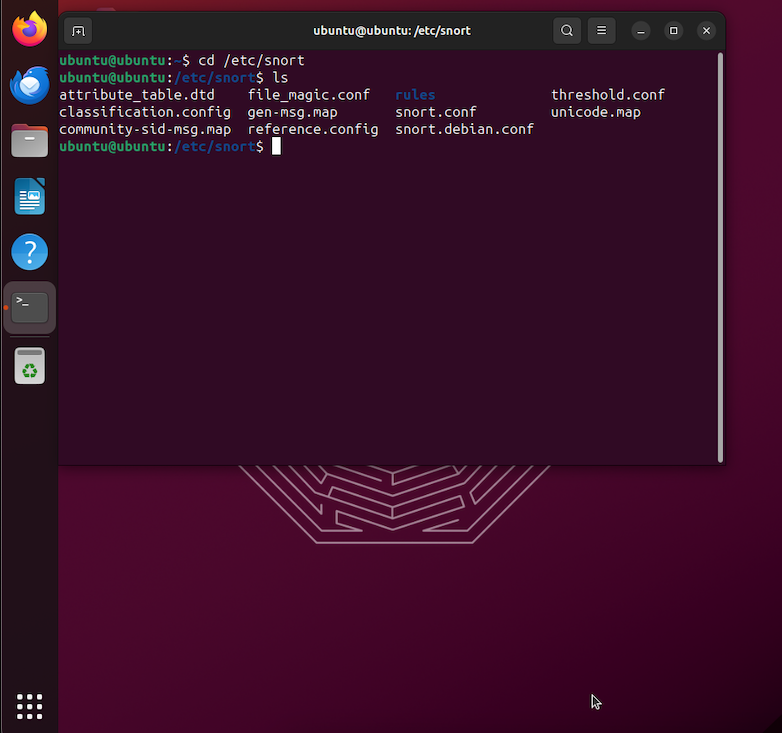 ubuntu@ubuntu: /etc/snort
ubuntu@ubuntu:~$ cd /etc/snort
ubuntu@ubuntu:/etc/snort$ ls
attribute_table.dtd file_magic.conf rules threshold.conf
classification.config gen-msg.map snort.conf unicode.map
community-sid-msg.map reference.config snort.debian.conf
ubuntu@ubuntu:/etc/snort$